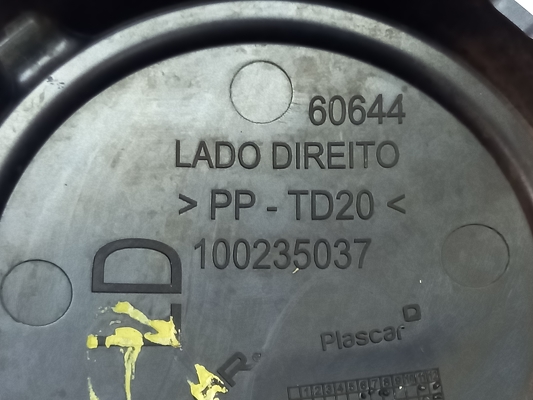 60644
LADO DIREITO
> PP - TD20 <
100235037
LD
Plascar
R